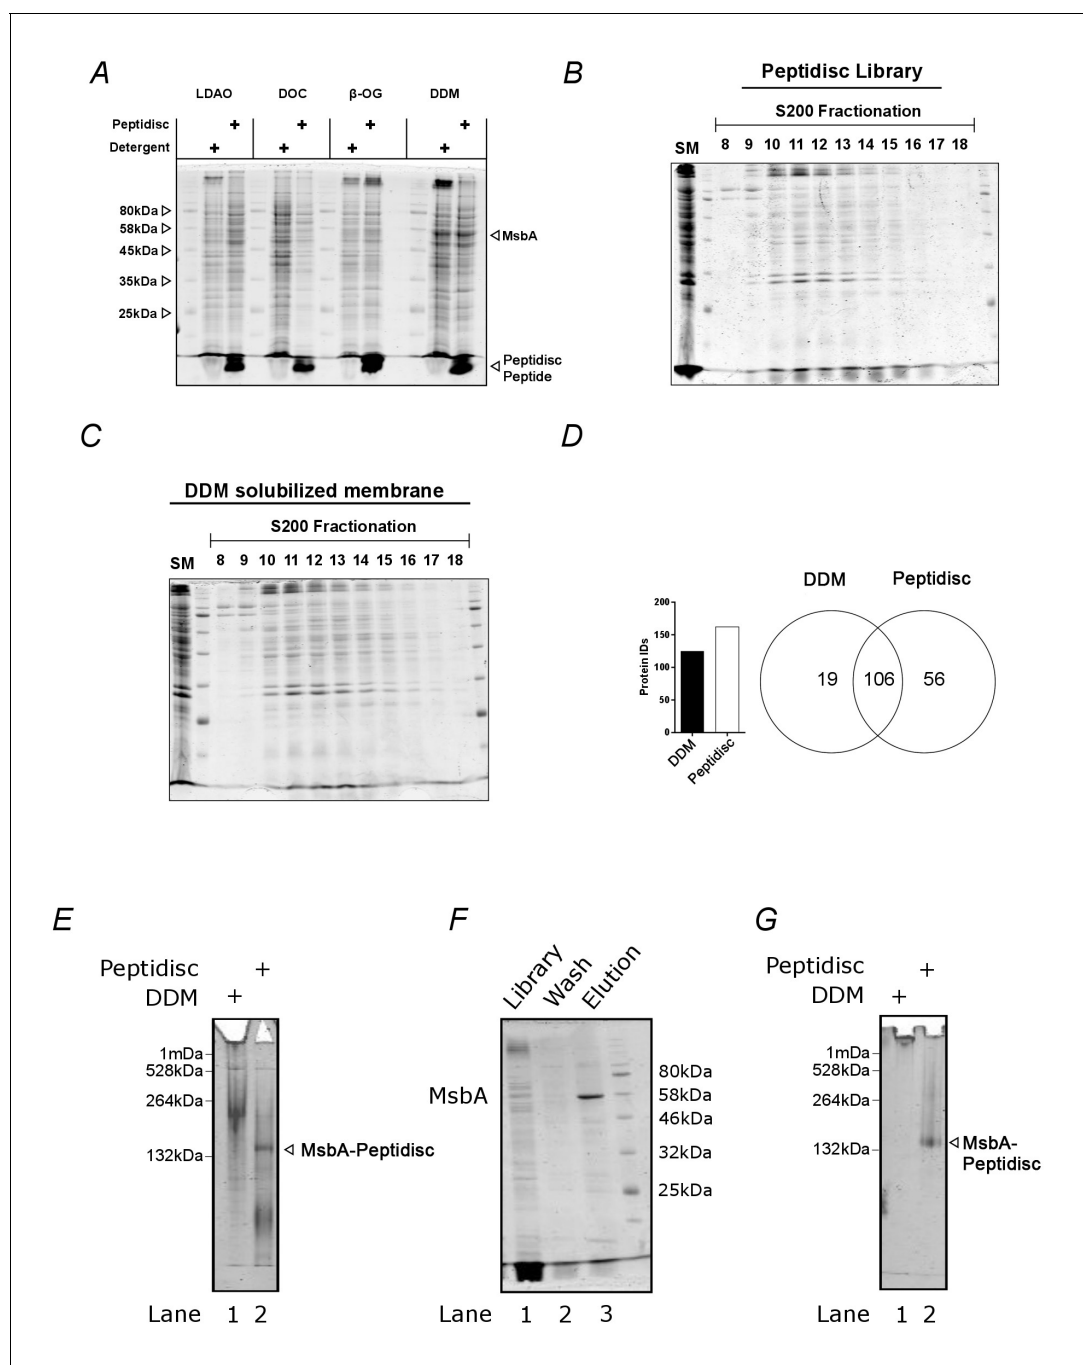 A
LDAO DOC β-OG DDM
Peptidisc + + + +
Detergent + + + +
80kDa
58kDa
45kDa
35kDa
25kDa
MsbA
Peptidisc
Peptide
B
Peptidisc Library
S200 Fractionation
SM 8 9 10 11 12 13 14 15 16 17 18
C
DDM solubilized membrane
S200 Fractionation
SM 8 9 10 11 12 13 14 15 16 17 18
D
Protein IDs
200
150
100
50
0
DDM
Peptidisc
DDM Peptidisc
19 106 56
E
Peptidisc +
DDM +
1mDa
528kDa
264kDa
132kDa
MsbA-Peptidisc
Lane 1 2
F
Library Wash Elution
MsbA
80kDa
58kDa
46kDa
32kDa
25kDa
Lane 1 2 3
G
Peptidisc +
DDM +
1mDa
528kDa
264kDa
132kDa
MsbA-
Peptidisc
Lane 1 2